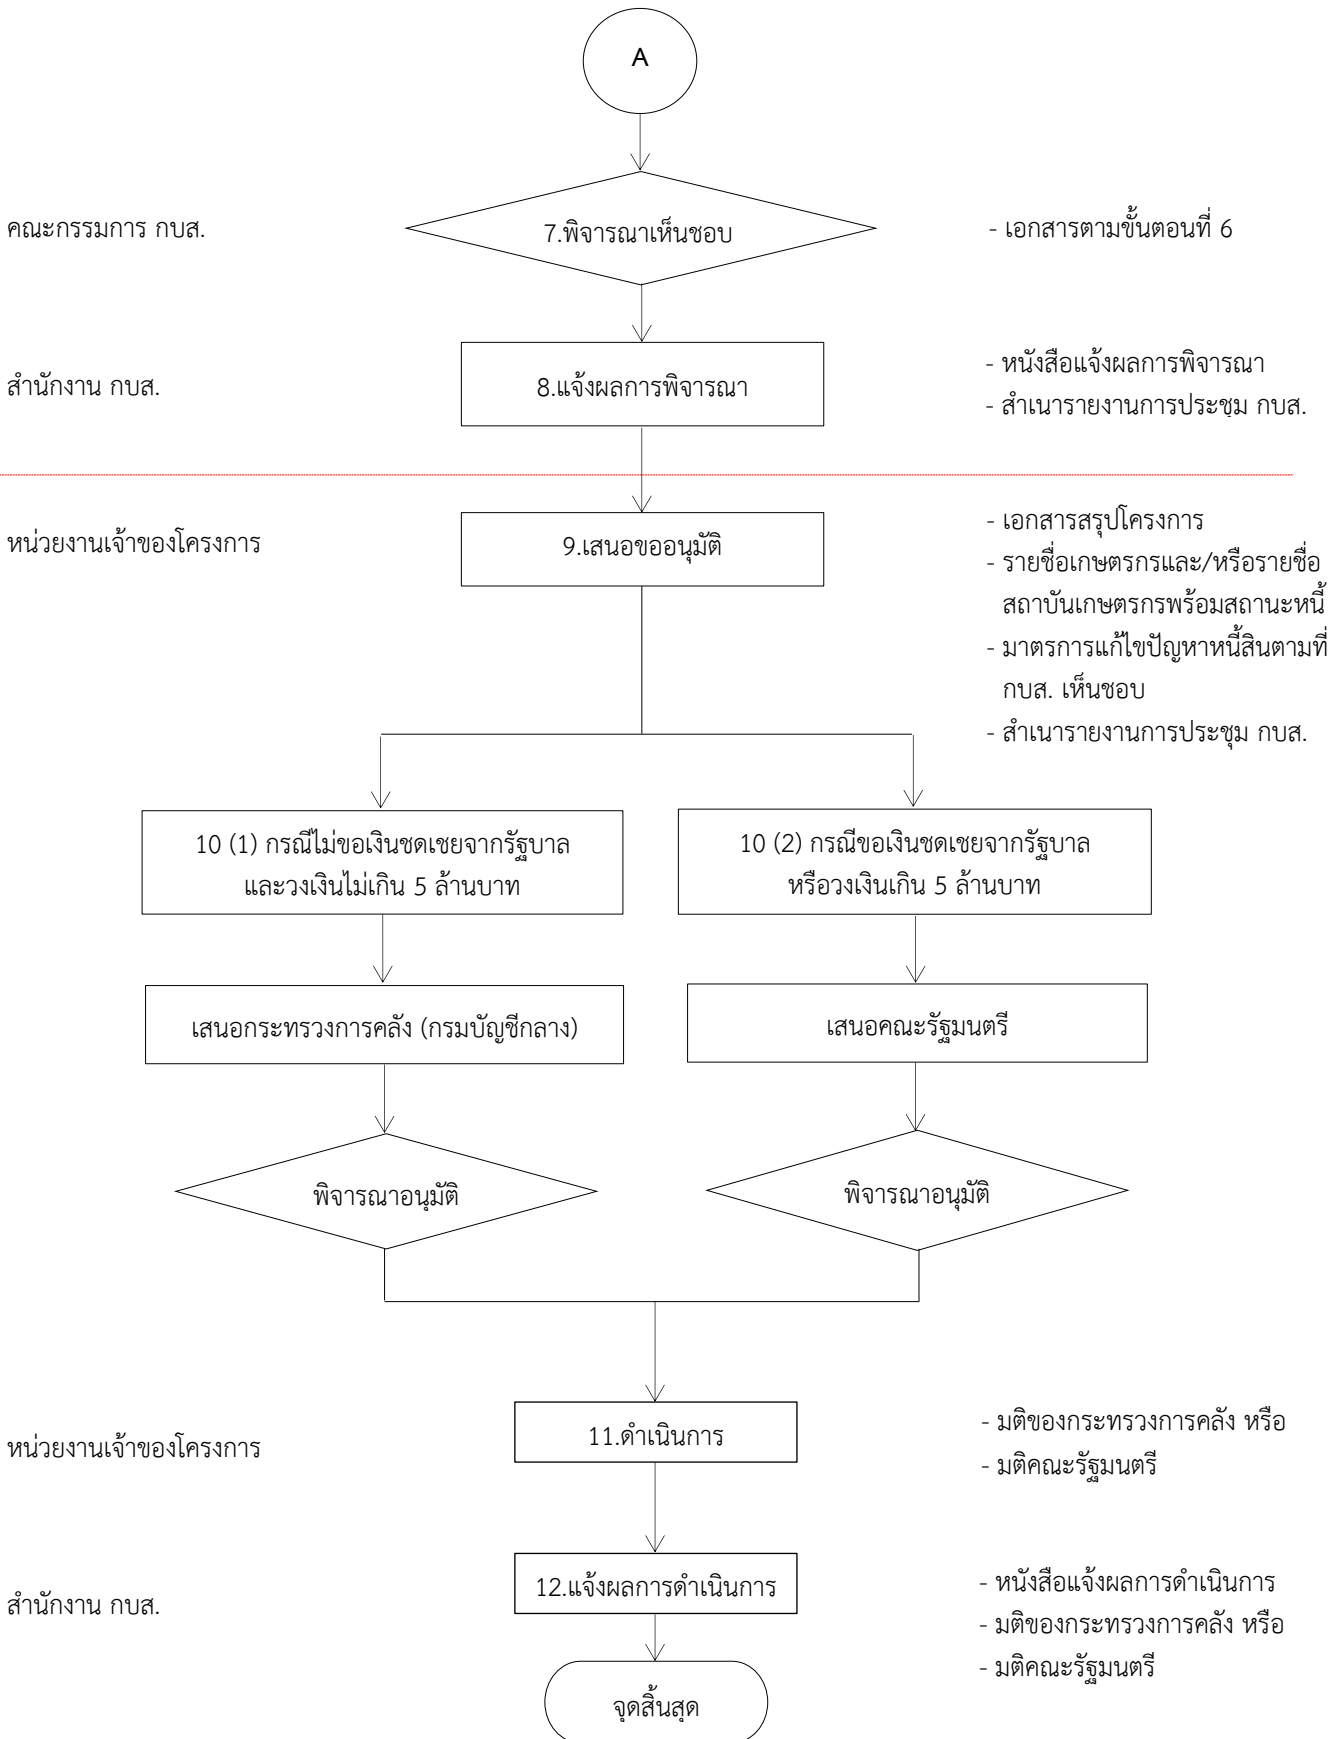 A
คณะกรรมการ กบส.
7.พิจารณาเห็นชอบ
- เอกสารตามขั้นตอนที่ 6
สำนักงาน กบส.
8.แจ้งผลการพิจารณา
- หนังสือแจ้งผลการพิจารณา
- สำเนารายงานการประชุม กบส.
หน่วยงานเจ้าของโครงการ
9.เสนอขออนุมัติ
- เอกสารสรุปโครงการ
- รายชื่อเกษตรกรและ/หรือรายชื่อ
สถาบันเกษตรกรพร้อมสถานะหนี้
- มาตรการแก้ไขปัญหาหนี้สินตามที่
กบส. เห็นชอบ
- สำเนารายงานการประชุม กบส.
10 (1) กรณีไม่ขอเงินชดเชยจากรัฐบาล
และวงเงินไม่เกิน 5 ล้านบาท
10 (2) กรณีขอเงินชดเชยจากรัฐบาล
หรือวงเงินเกิน 5 ล้านบาท
เสนอกระทรวงการคลัง (กรมบัญชีกลาง)
เสนอคณะรัฐมนตรี
พิจารณาอนุมัติ
พิจารณาอนุมัติ
หน่วยงานเจ้าของโครงการ
11.ดำเนินการ
- มติของกระทรวงการคลัง หรือ
- มติคณะรัฐมนตรี
สำนักงาน กบส.
12.แจ้งผลการดำเนินการ
- หนังสือแจ้งผลการดำเนินการ
- มติของกระทรวงการคลัง หรือ
- มติคณะรัฐมนตรี
จุดสิ้นสุด